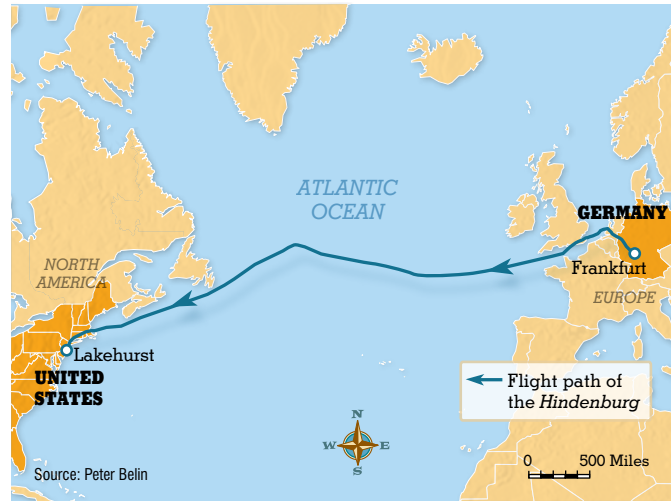 ATLANTIC
OCEAN
GERMANY
Frankfurt
EUROPE
NORTH
AMERICA
Lakehurst
UNITED
STATES
Flight path of
the Hindenburg
N
W E
S
0 500 Miles
Source: Peter Belin